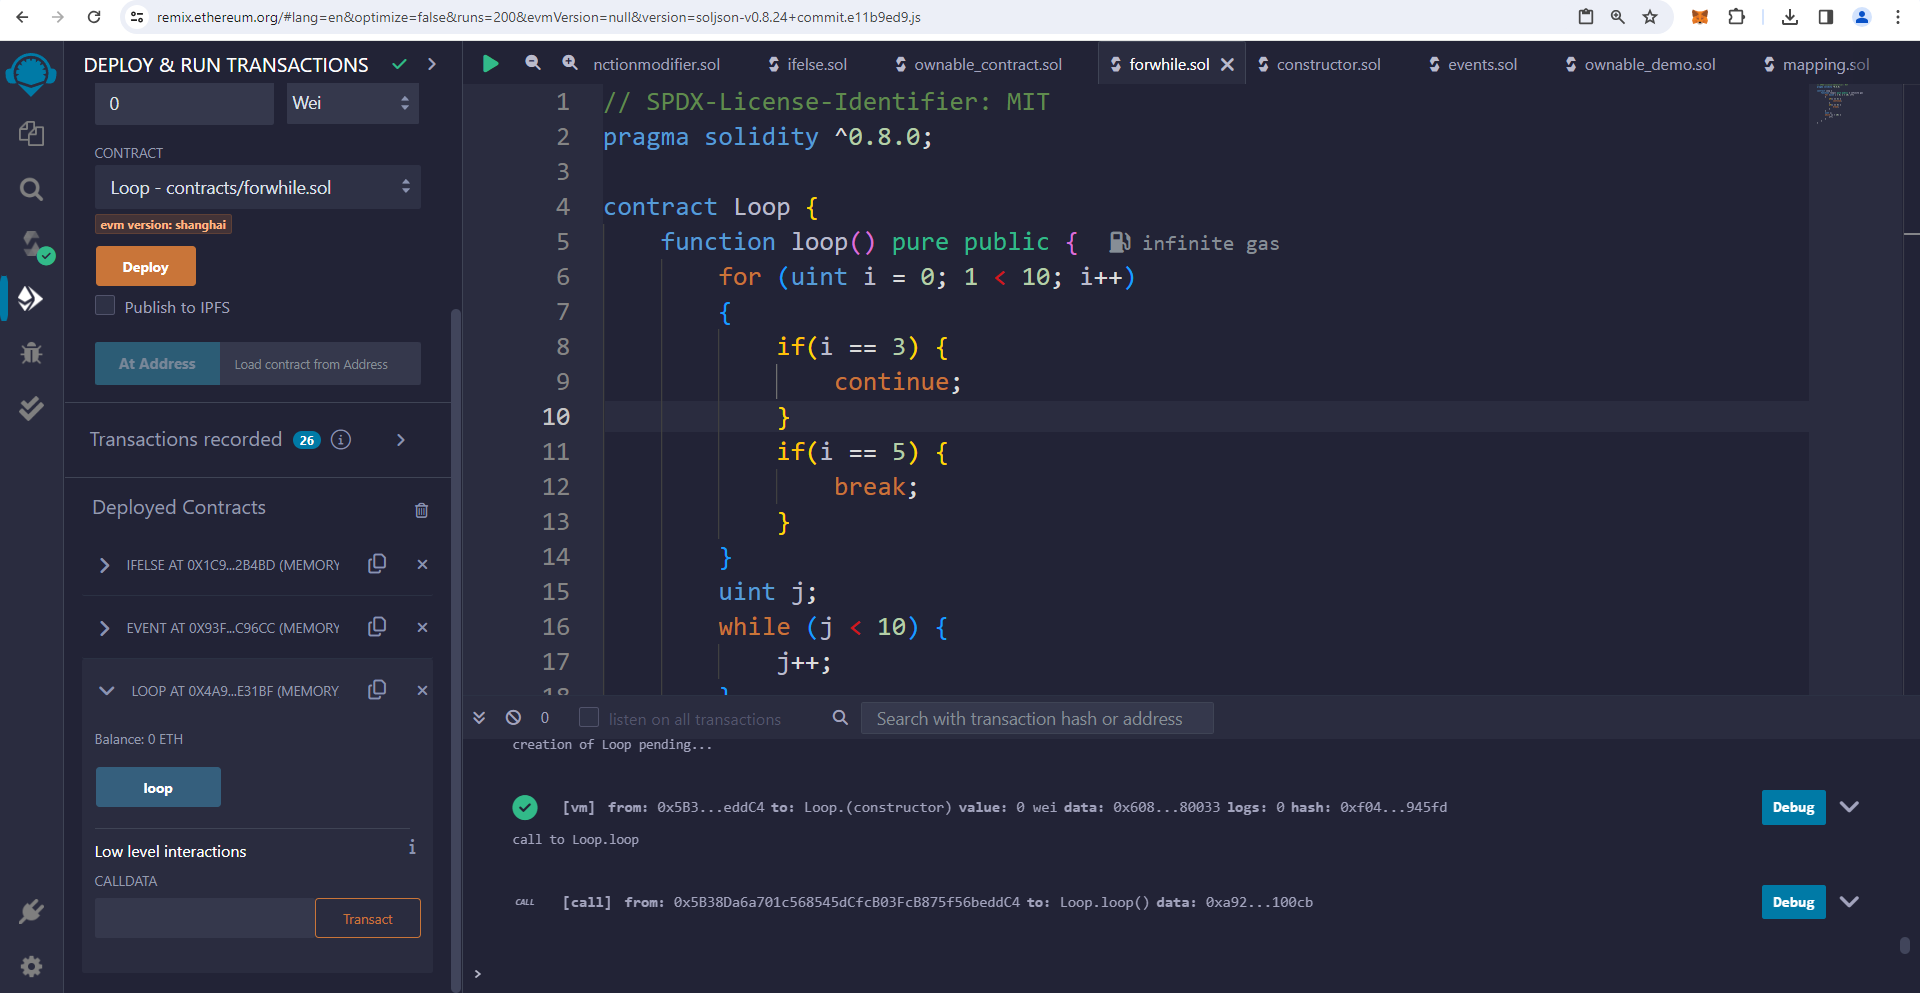 remix.ethereum.org/#lang=en&optimize=false&runs=200&evmVersion=null&version=soljson-v0.8.24+commit.e11b9ed9.js
DEPLOY & RUN TRANSACTIONS
0
Wei
CONTRACT
Loop - contracts/forwhile.sol
evm version: shanghai
Deploy
Publish to IPFS
At Address
Load contract from Address
Transactions recorded 26 i
Deployed Contracts
IFELSE AT 0X1C9...2B4BD (MEMORY
EVENT AT 0X93F...C96CC (MEMORY
LOOP AT 0X4A9...E31BF (MEMORY
Balance: 0 ETH
loop
Low level interactions
i
CALLDATA
Transact
nctionmodifier.sol ifelse.sol ownable_contract.sol forwhile.sol constructor.sol events.sol ownable_demo.sol mapping.sol
1 // SPDX-License-Identifier: MIT
2 pragma solidity ^0.8.0;
3
4 contract Loop {
5 function loop() pure public { infinite gas
6 for (uint i = 0; 1 < 10; i++)
7 {
8 if(i == 3) {
9 continue;
10 }
11 if(i == 5) {
12 break;
13 }
14 }
15 uint j;
16 while (j < 10) {
17 j++;
18 }
0
listen on all transactions
Search with transaction hash or address
creation of Loop pending...
[vm] from: 0x5B3...eddC4 to: Loop.(constructor) value: 0 wei data: 0x608...80033 logs: 0 hash: 0xf04...945fd
Debug
call to Loop.loop
CALL [call] from: 0x5B38Da6a701c568545dCfcB03FcB875f56beddC4 to: Loop.loop() data: 0xa92...100cb
Debug
>